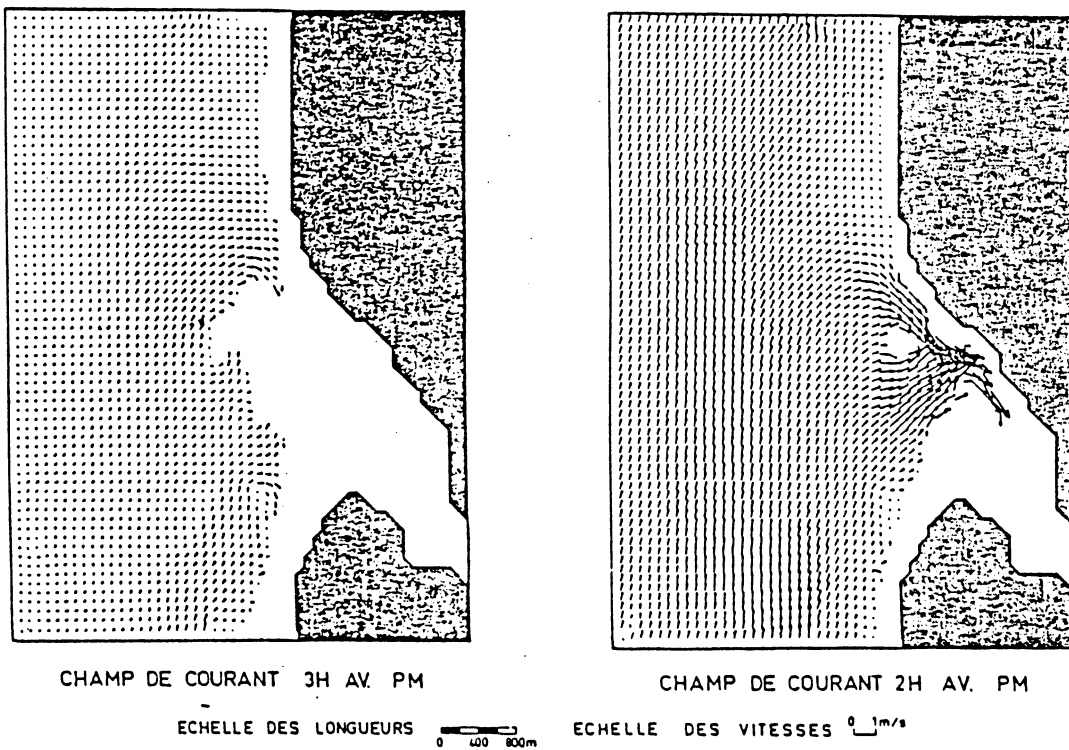 CHAMP DE COURANT 3H AV. PM
CHAMP DE COURANT 2H AV. PM
ECHELLE DES LONGUEURS 0 400 800m
ECHELLE DES VITESSES 0 1m/s